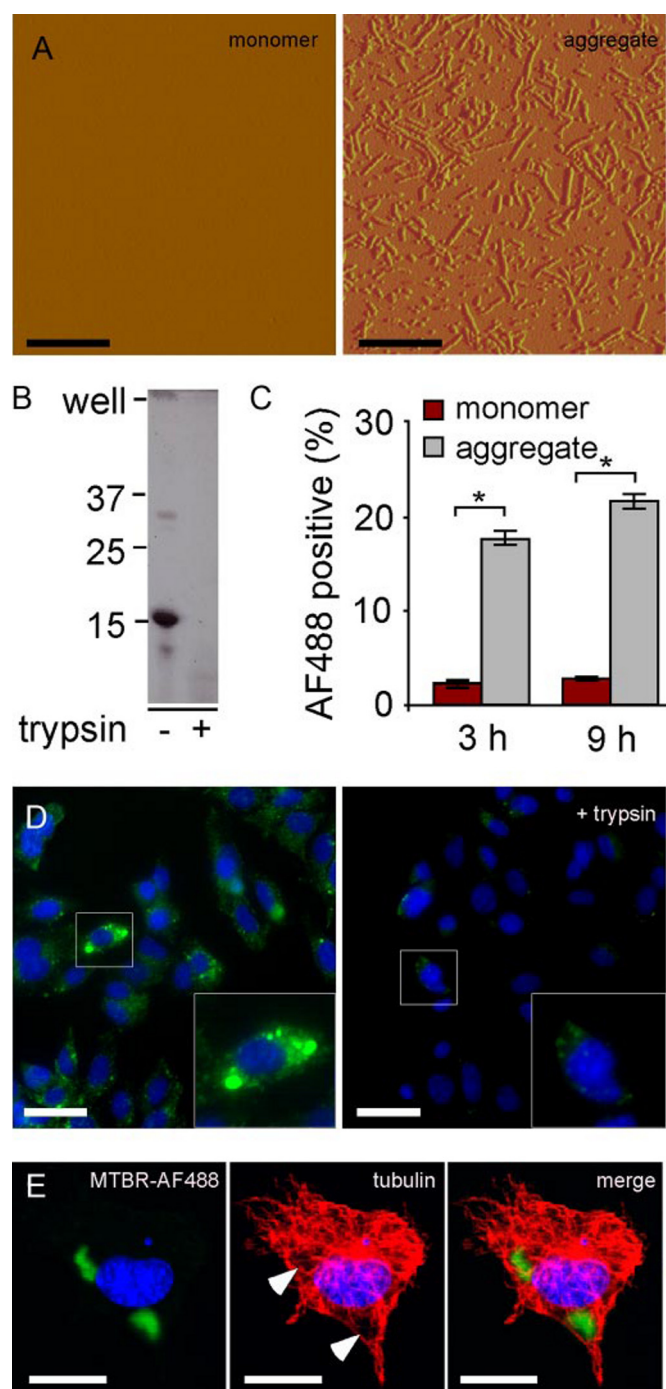 A monomer aggregate
B
well
37
25
15
trypsin - +
C
monomer
aggregate
AF488 positive (%)
30
20
10
0
*
*
3 h 9 h
D + trypsin
E MTBR-AF488 tubulin merge